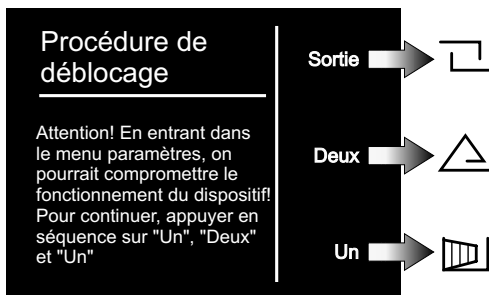 Procédure de
déblocage
Attention! En entrant dans
le menu paramètres, on
pourrait compromettre le
fonctionnement du dispositif!
Pour continuer, appuyer en
séquence sur "Un", "Deux"
et "Un"
Sortie
Deux
Un